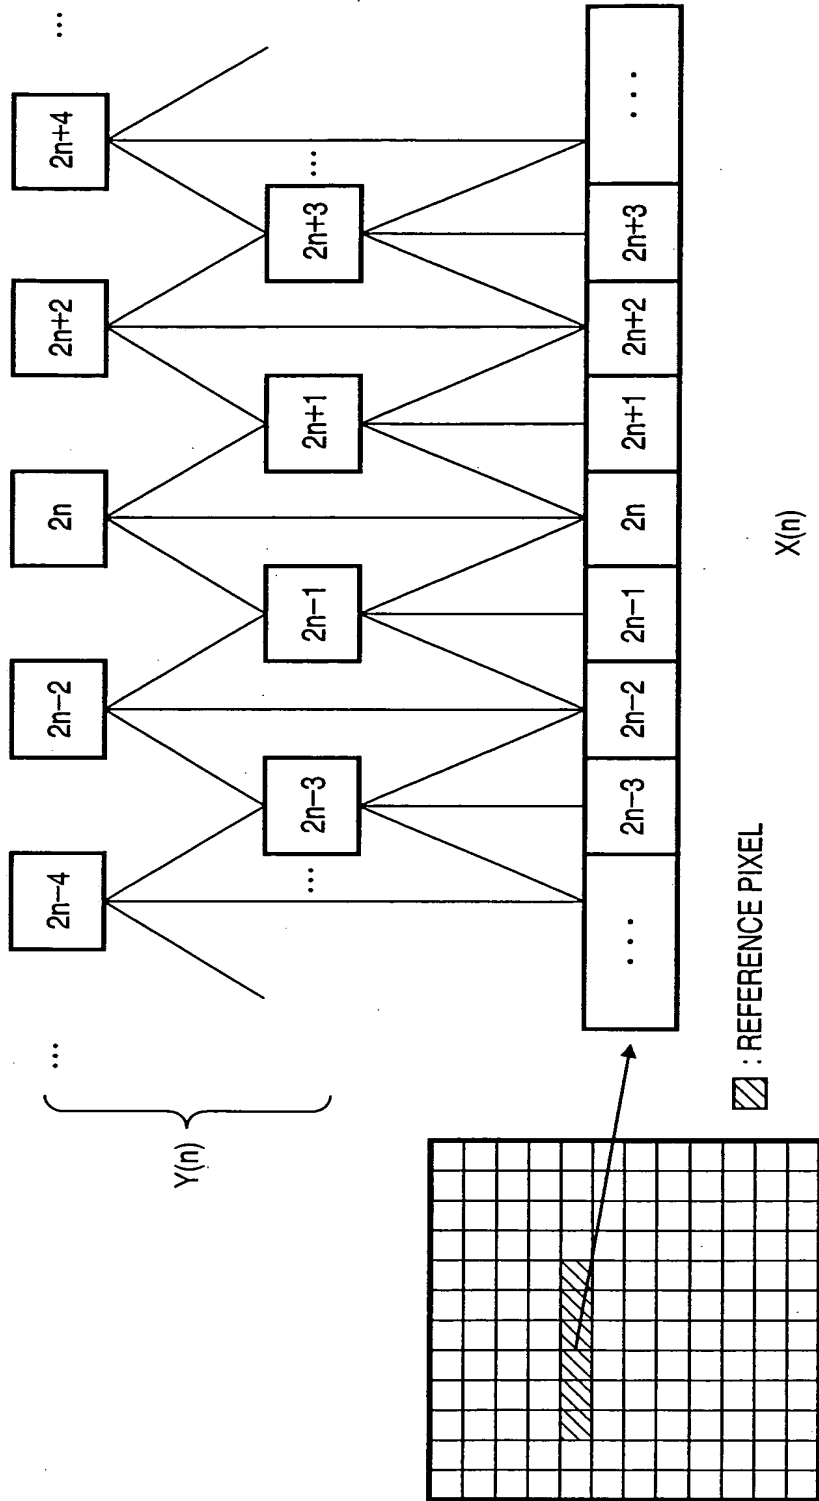 ...
2n−4
2n−2
2n
2n+2
2n+4
...
Y(n)
...
2n−3
2n−1
2n+1
2n+3
...
...
2n−3
2n−2
2n−1
2n
2n+1
2n+2
2n+3
...
: REFERENCE PIXEL
X(n)